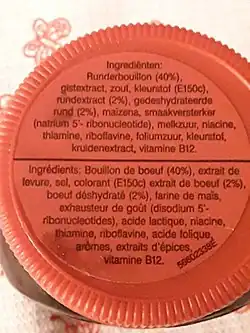 Ingrediënten:
Runderbouillon (40%),
gistextract, zout, kleurstof (E150c),
rundextract (2%), gedeshydrateerde
rund (2%), maizena, smaakversterker
(natrium 5'- ribonucleotide), melkzuur, niacine,
thiamine, riboflavine, foliumzuur, kleurstof,
kruidenextract, vitamine B12.
Ingrédients: Bouillon de boeuf (40%), extrait de
levure, sel, colorant (E150c) extrait de boeuf (2%),
boeuf déshydraté (2%), farine de maïs,
exhausteur de goût (disodium 5'-
ribonucléotides), acide lactique, niacine,
thiamine, riboflavine, acide folique,
arômes, extraits d'épices,
vitamine B12.